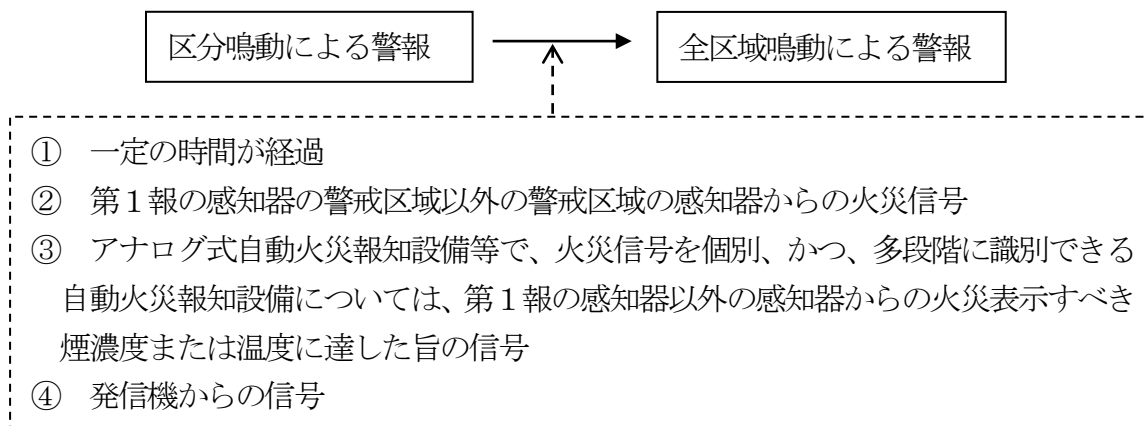 区分鳴動による警報
全区域鳴動による警報
① 一定の時間が経過
② 第1報の感知器の警戒区域以外の警戒区域の感知器からの火災信号
③ アナログ式自動火災報知設備等で、火災信号を個別、かつ、多段階に識別できる
自動火災報知設備については、第1報の感知器以外の感知器からの火災表示すべき
煙濃度または温度に達した旨の信号
④ 発信機からの信号